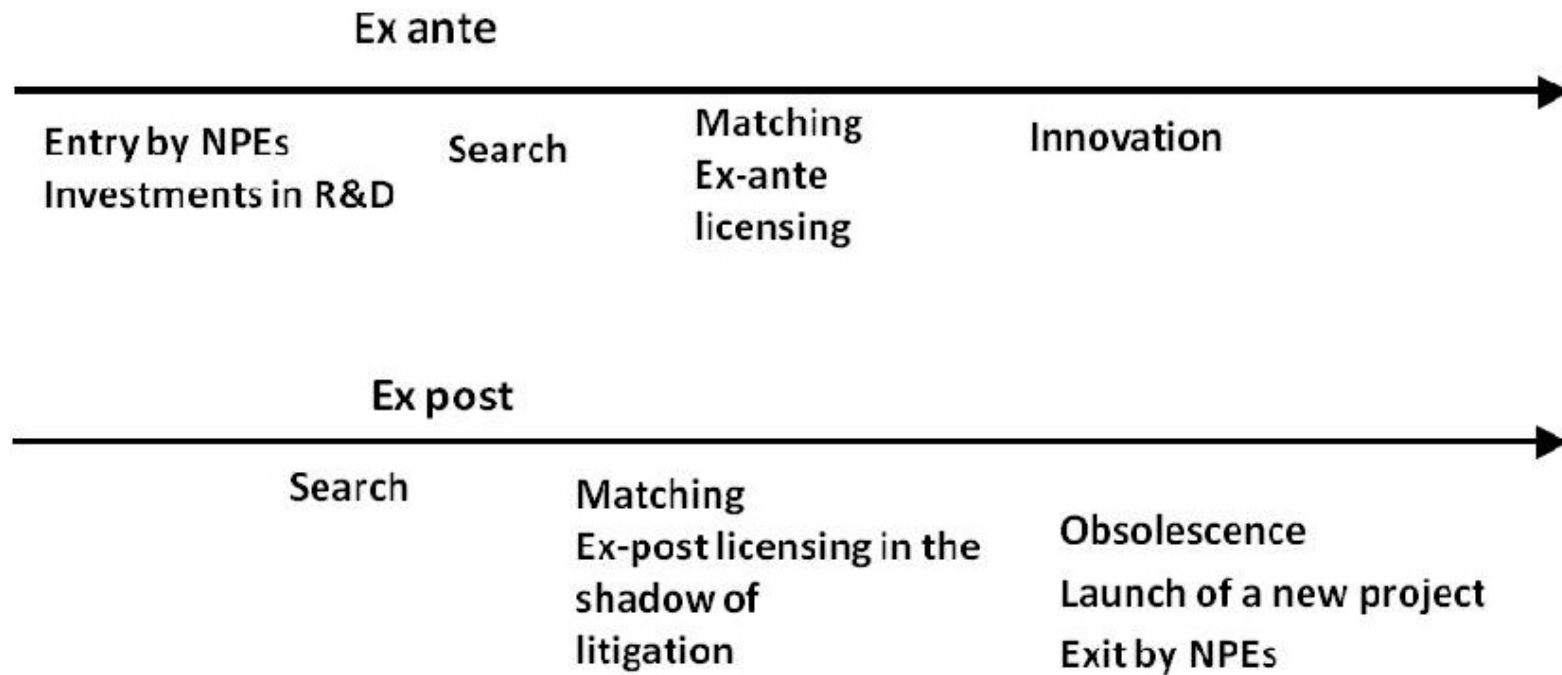 Ex ante
Entry by NPEs
Investments in R&D
Search
Matching
Ex-ante
licensing
Innovation
Ex post
Search
Matching
Ex-post licensing in the
shadow of
litigation
Obsolescence
Launch of a new project
Exit by NPEs